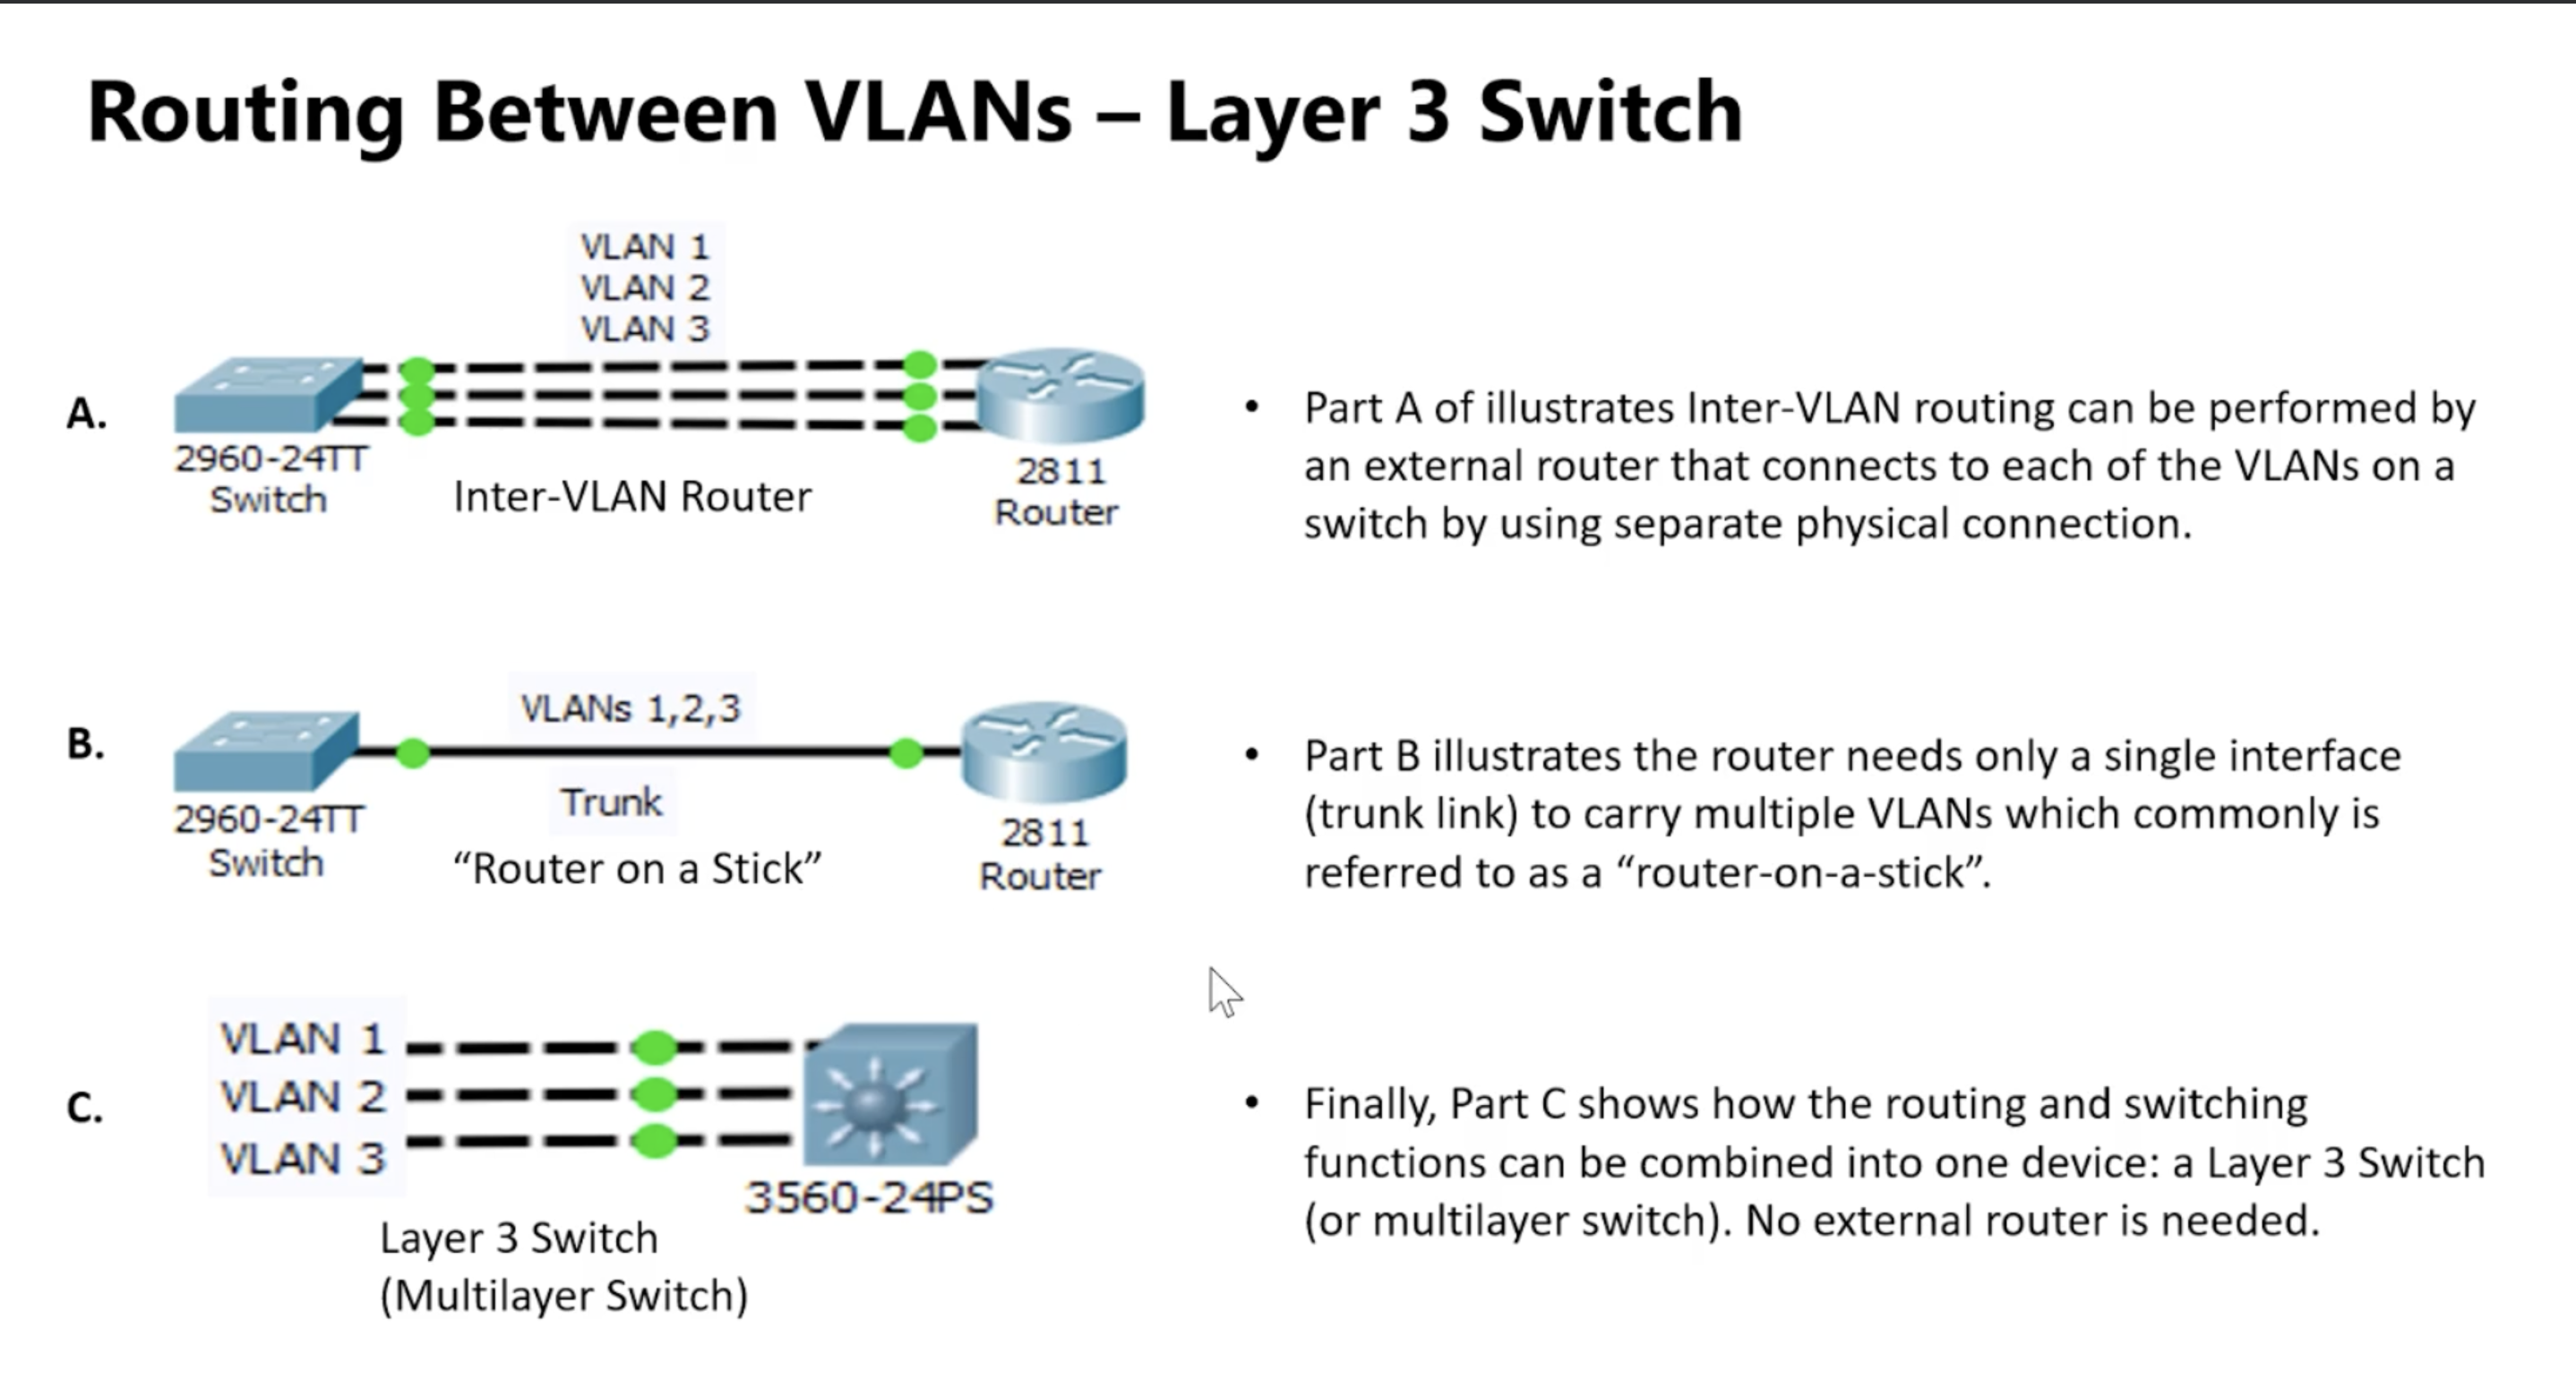 Routing Between VLANs – Layer 3 Switch
VLAN 1
VLAN 2
VLAN 3
A.
2960-24TT
Switch
Inter-VLAN Router
2811
Router
• Part A of illustrates Inter-VLAN routing can be performed by
an external router that connects to each of the VLANs on a
switch by using separate physical connection.
VLANs 1,2,3
B.
Trunk
2960-24TT
Switch
“Router on a Stick”
2811
Router
• Part B illustrates the router needs only a single interface
(trunk link) to carry multiple VLANs which commonly is
referred to as a “router-on-a-stick”.
VLAN 1
VLAN 2
VLAN 3
C.
3560-24PS
Layer 3 Switch
(Multilayer Switch)
• Finally, Part C shows how the routing and switching
functions can be combined into one device: a Layer 3 Switch
(or multilayer switch). No external router is needed.